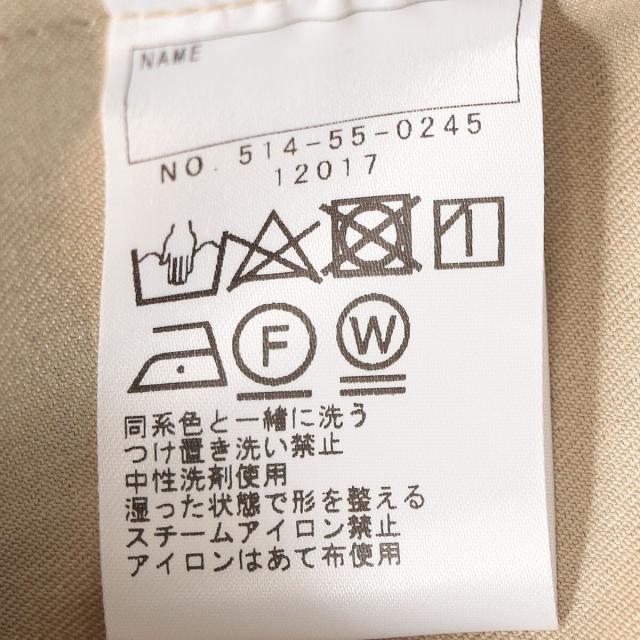 NAME
NO. 514-55-0245
12017
F W
同系色と一緒に洗う
つけ置き洗い禁止
中性洗剤使用
湿った状態で形を整える
スチームアイロン禁止
アイロンはあて布使用